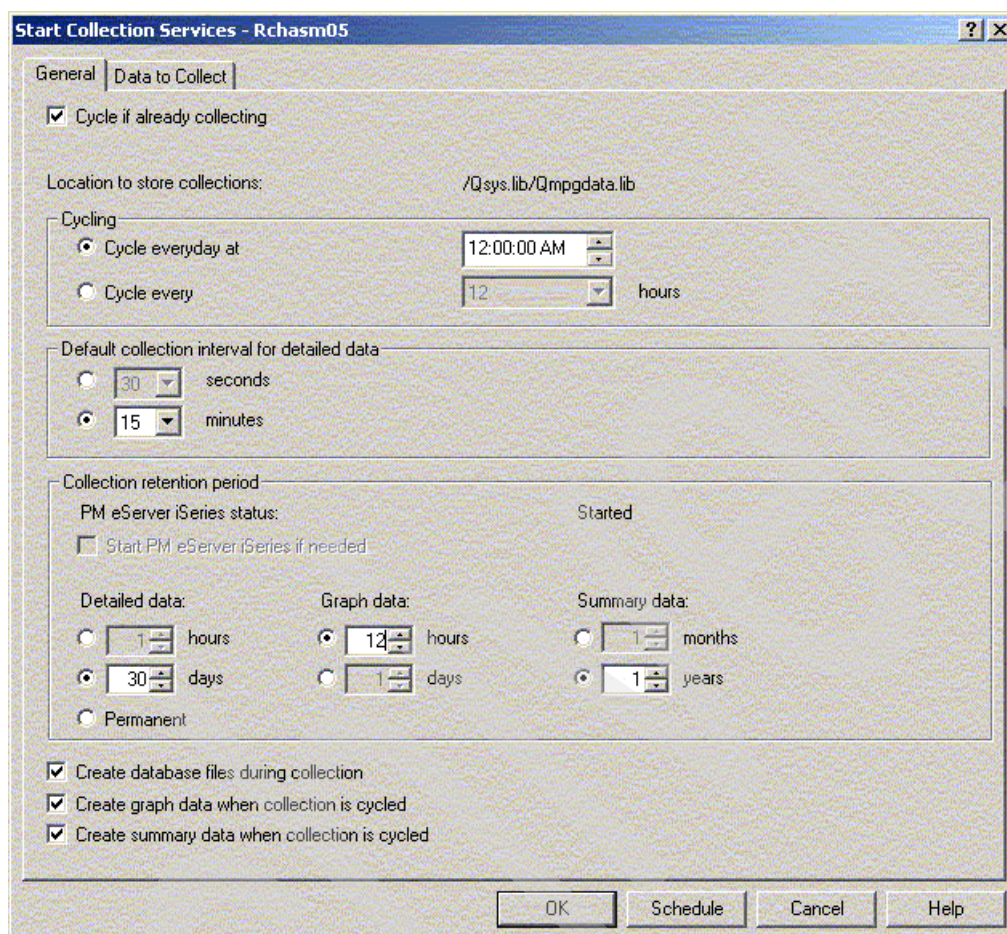 Start Collection Services - Rchasm05
General Data to Collect
Cycle if already collecting
Location to store collections: /Qsys.lib/Qmpgdata.lib
Cycling
Cycle everyday at 12:00:00 AM
Cycle every 12 hours
Default collection interval for detailed data
30 seconds
15 minutes
Collection retention period
PM eServer iSeries status: Started
Start PM eServer iSeries if needed
Detailed data: Graph data: Summary data:
1 hours 12 hours 1 months
30 days 1 days 1 years
Permanent
Create database files during collection
Create graph data when collection is cycled
Create summary data when collection is cycled
OK Schedule Cancel Help